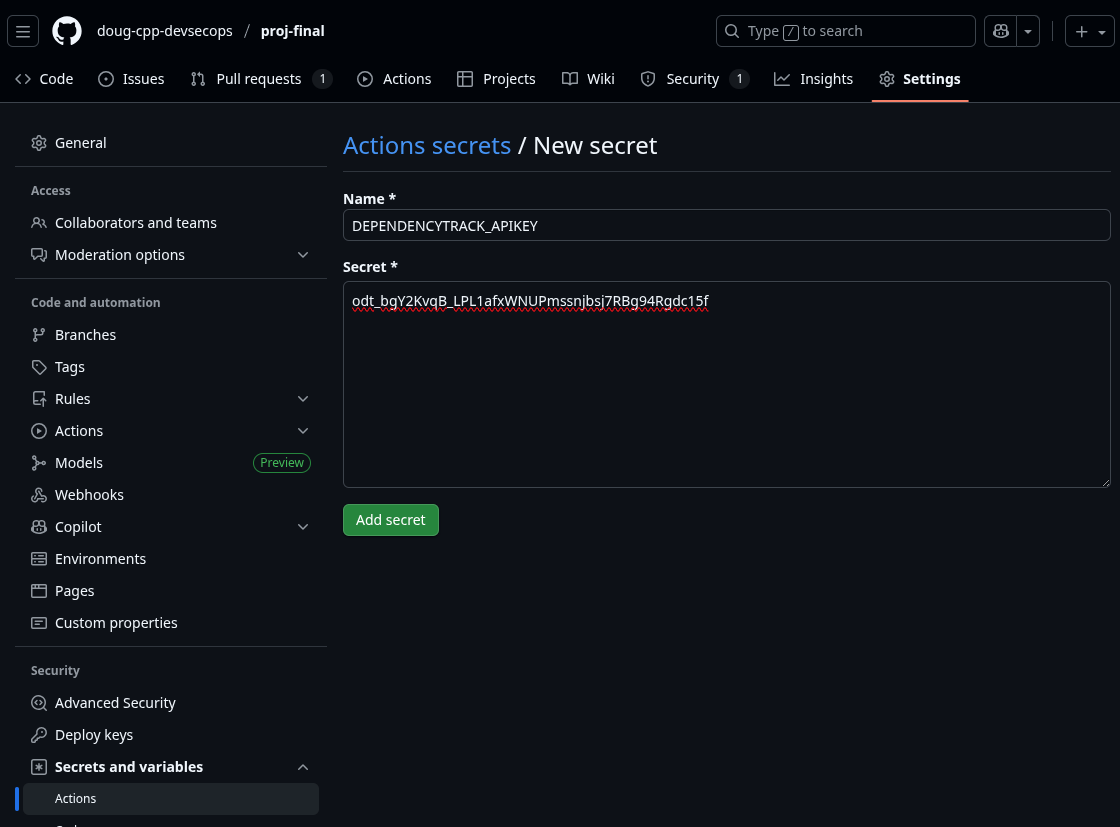 doug-cpp-devsecops / proj-final
Type / to search
Code
Issues
Pull requests 1
Actions
Projects
Wiki
Security 1
Insights
Settings
General
Access
Collaborators and teams
Moderation options
Code and automation
Branches
Tags
Rules
Actions
Models Preview
Webhooks
Copilot
Environments
Pages
Custom properties
Security
Advanced Security
Deploy keys
Secrets and variables
Actions
Actions secrets / New secret
Name *
DEPENDENCYTRACK_APIKEY
Secret *
odt_bgY2KvqB_LPL1afxWNUPmssnjbsj7RBg94Rgdc15f
Add secret